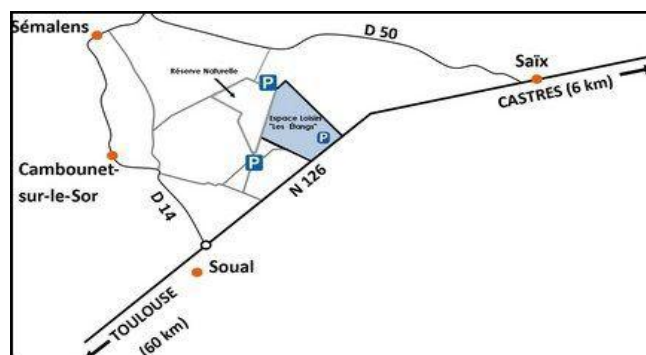 Sémalens
D 50
Saïx
Réserve Naturelle
P
CASTRES (6 km)
Espace Loisirs
"Les Étangs"
P
P
N 126
Cambounet-
sur-le-Sor
D 14
Soual
TOULOUSE
(60 km)